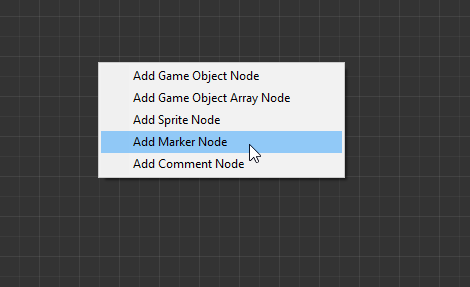 Add Game Object Node
Add Game Object Array Node
Add Sprite Node
Add Marker Node
Add Comment Node